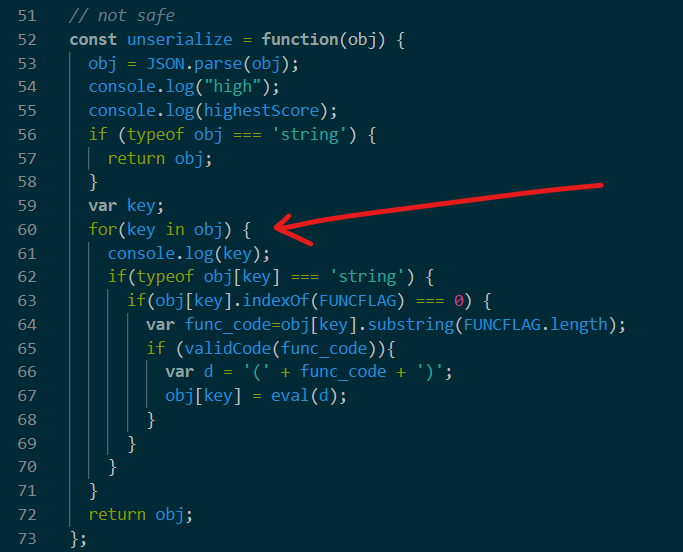 51 // not safe
52 const unserialize = function(obj) {
53 obj = JSON.parse(obj);
54 console.log("high");
55 console.log(highestScore);
56 if (typeof obj === 'string') {
57 return obj;
58 }
59 var key;
60 for(key in obj) {
61 console.log(key);
62 if(typeof obj[key] === 'string') {
63 if(obj[key].indexOf(FUNCFLAG) === 0) {
64 var func_code=obj[key].substring(FUNCFLAG.length);
65 if (validCode(func_code)){
66 var d = '(' + func_code + ')';
67 obj[key] = eval(d);
68 }
69 }
70 }
71 }
72 return obj;
73 };